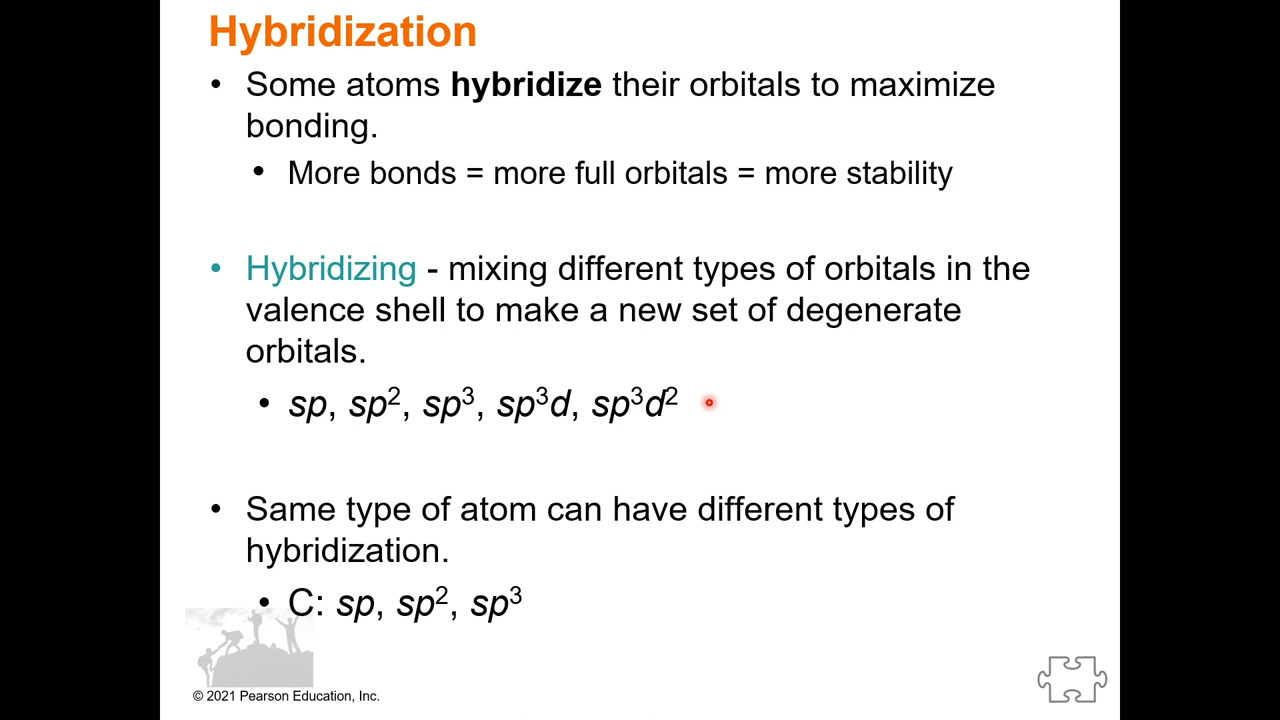 Hybridization
• Some atoms hybridize their orbitals to maximize
bonding.
• More bonds = more full orbitals = more stability
• Hybridizing - mixing different types of orbitals in the
valence shell to make a new set of degenerate
orbitals.
• sp, sp², sp³, sp³d, sp³d²
• Same type of atom can have different types of
hybridization.
• C: sp, sp², sp³
© 2021 Pearson Education, Inc.